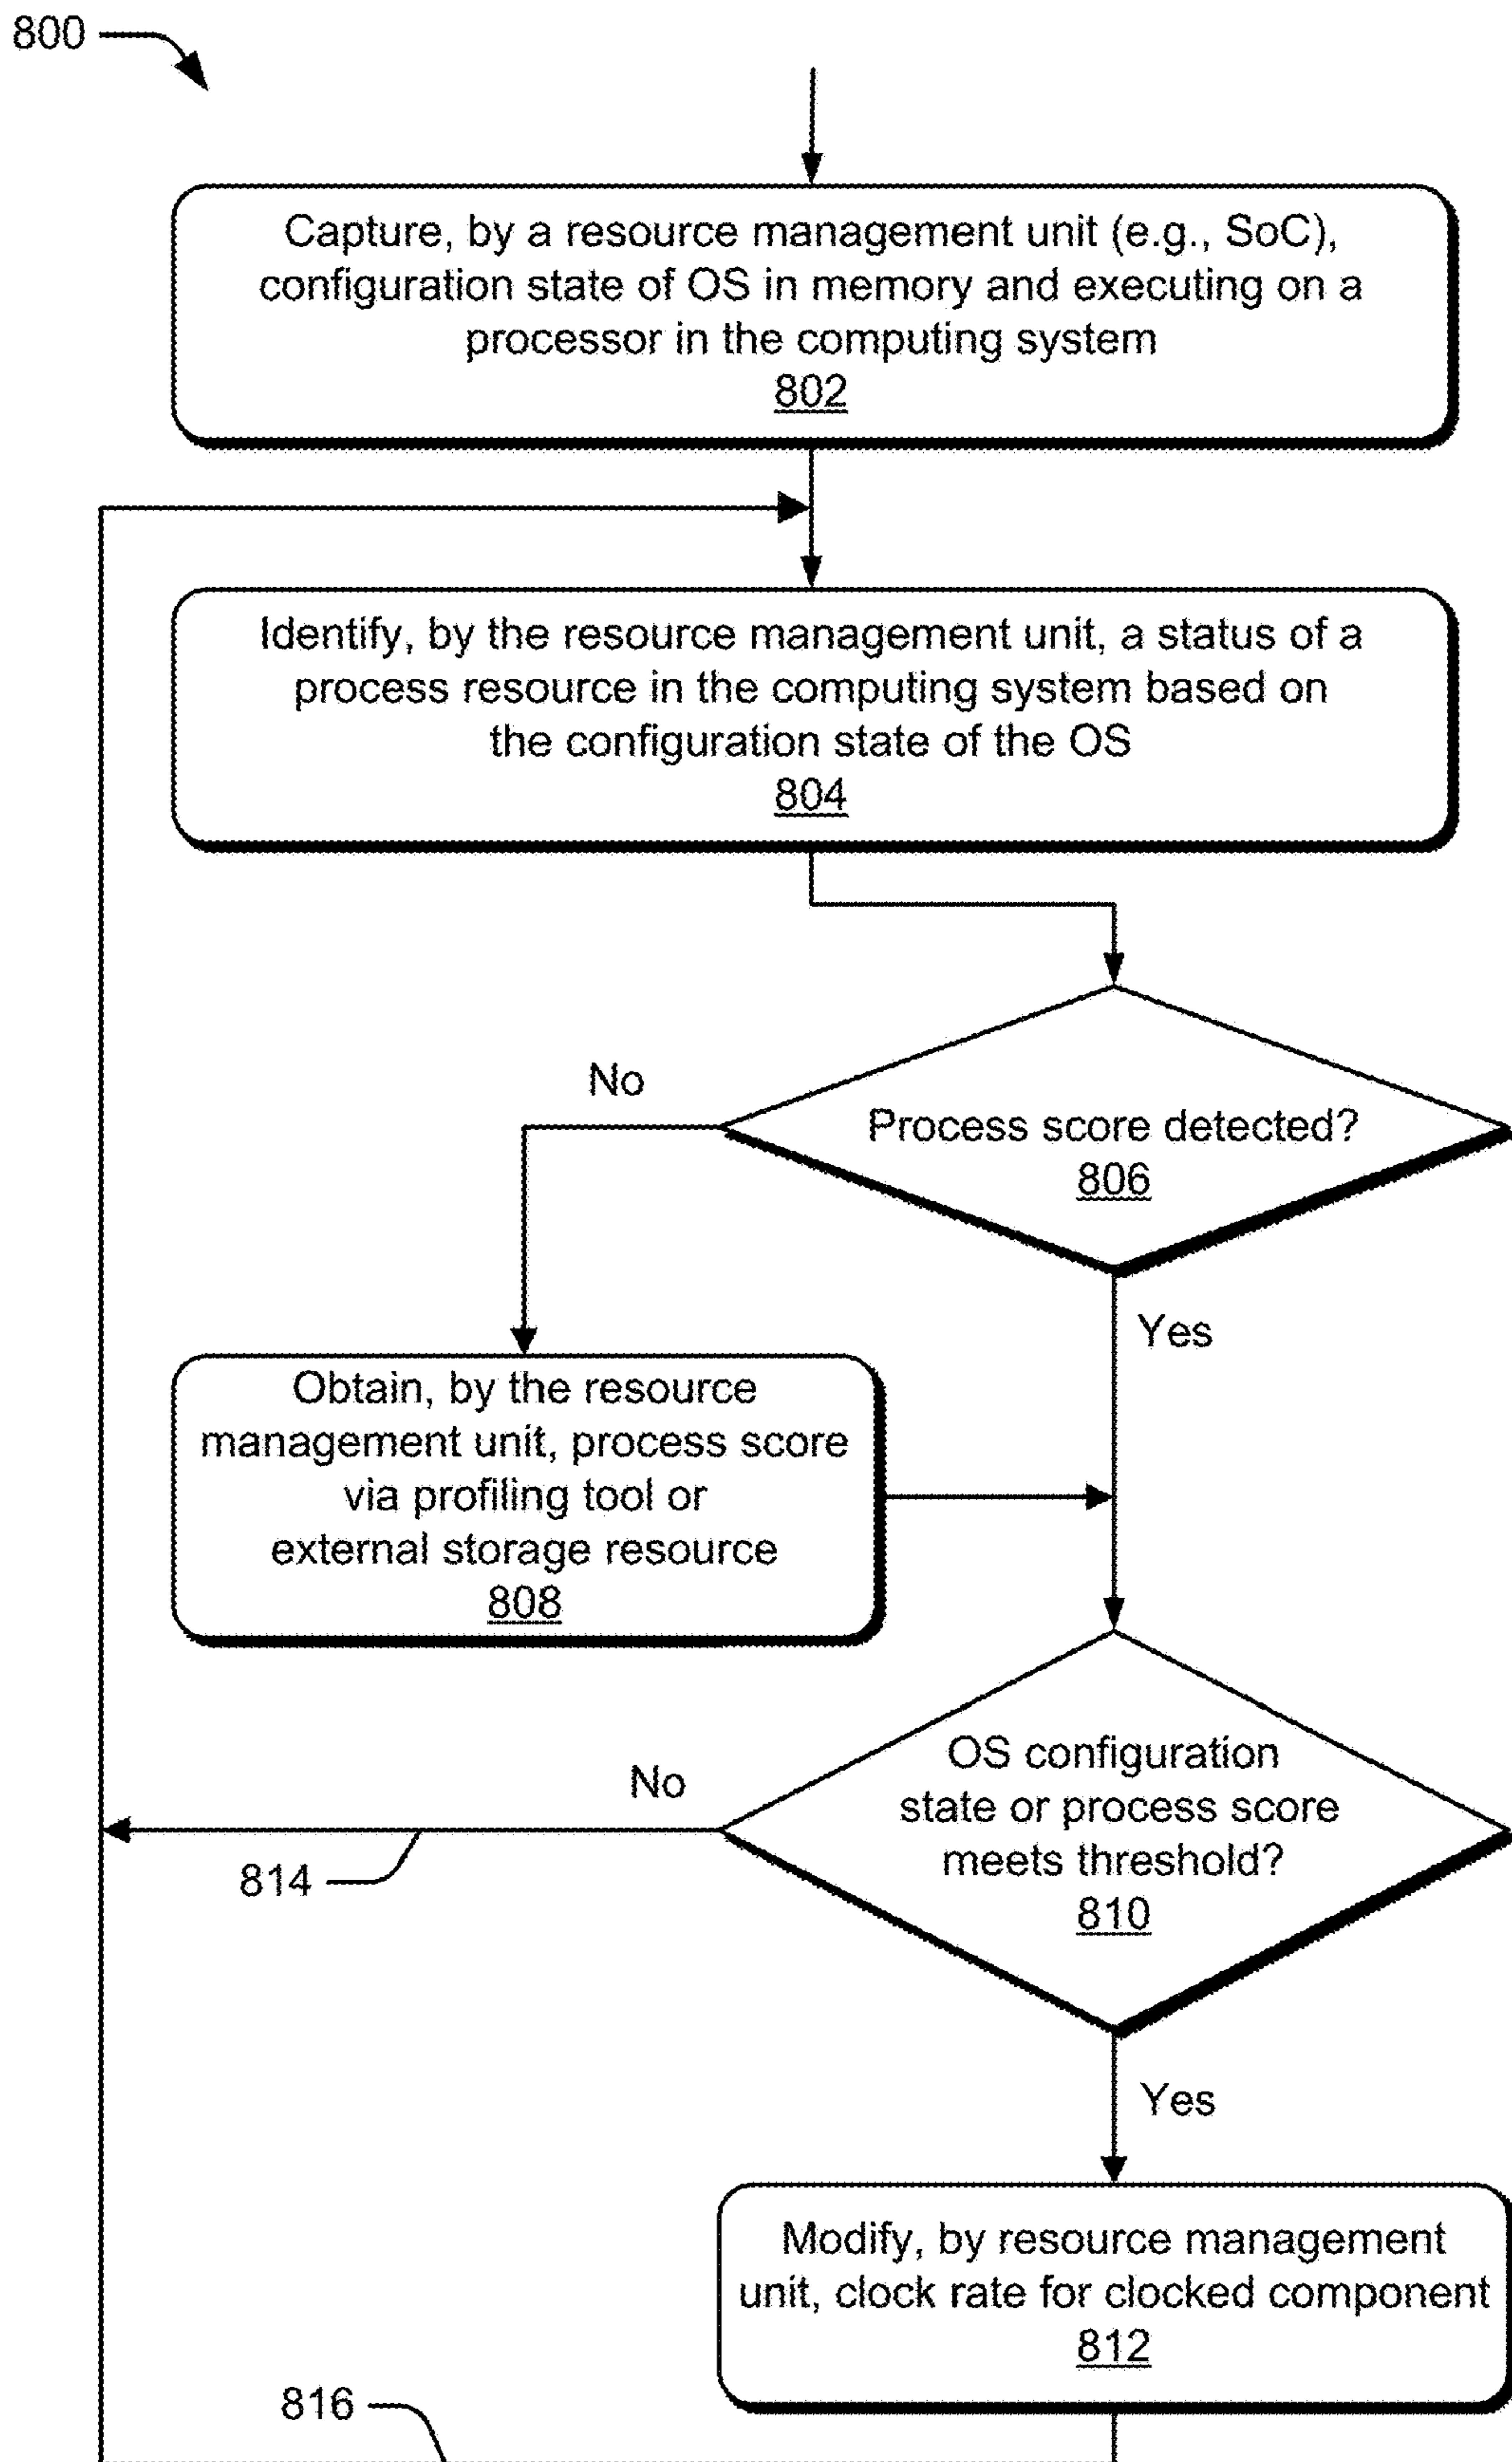 800
Capture, by a resource management unit (e.g., SoC),
configuration state of OS in memory and executing on a
processor in the computing system
802
Identify, by the resource management unit, a status of a
process resource in the computing system based on
the configuration state of the OS
804
No
Process score detected?
806
Yes
Obtain, by the resource
management unit, process score
via profiling tool or
external storage resource
808
No
OS configuration
state or process score
meets threshold?
810
814
Yes
Modify, by resource management
unit, clock rate for clocked component
812
816